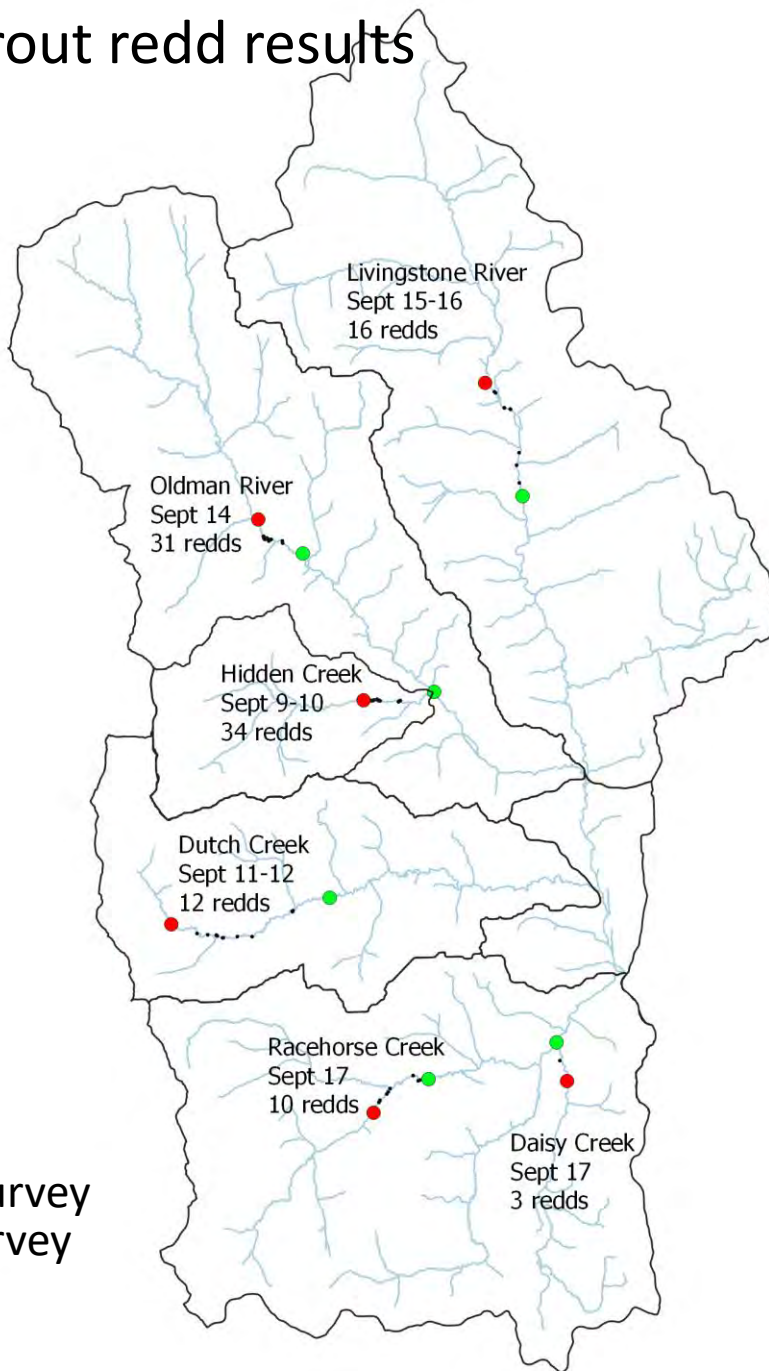 rout redd results
Livingstone River
Sept 15-16
16 redds
Oldman River
Sept 14
31 redds
Hidden Creek
Sept 9-10
34 redds
Dutch Creek
Sept 11-12
12 redds
Racehorse Creek
Sept 17
10 redds
Daisy Creek
Sept 17
3 redds
urvey
rvey